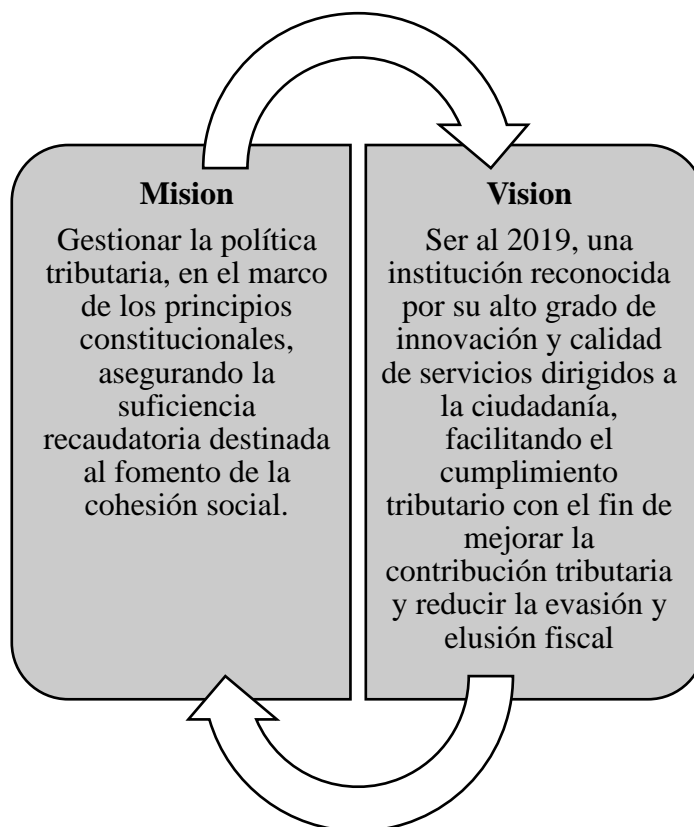 Mision
Gestionar la política
tributaria, en el marco
de los principios
constitucionales,
asegurando la
suficiencia
recaudatoria destinada
al fomento de la
cohesión social.
Vision
Ser al 2019, una
institución reconocida
por su alto grado de
innovación y calidad
de servicios dirigidos a
la ciudadanía,
facilitando el
cumplimiento
tributario con el fin de
mejorar la
contribución tributaria
y reducir la evasión y
elusión fiscal